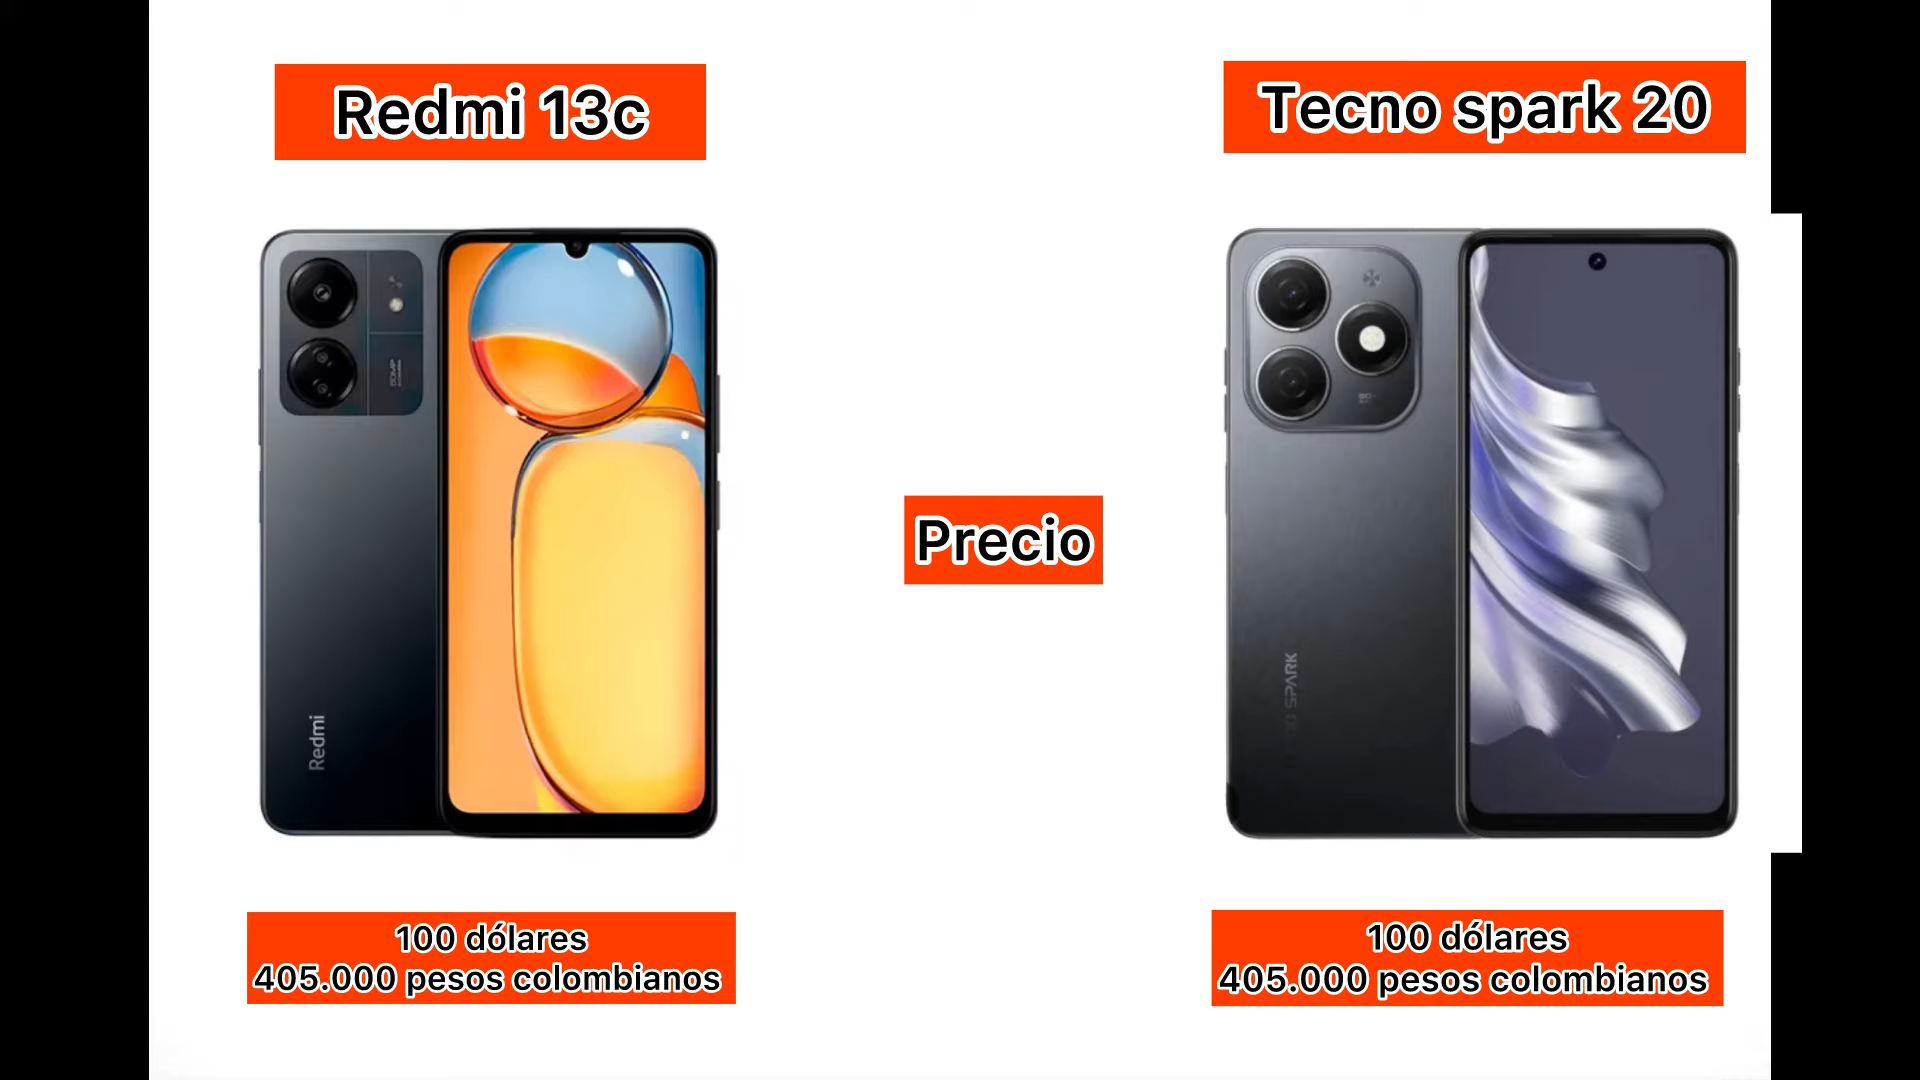 Redmi 13c
Tecno spark 20
Redmi
SPARK
Precio
100 dólares
405.000 pesos colombianos
100 dólares
405.000 pesos colombianos